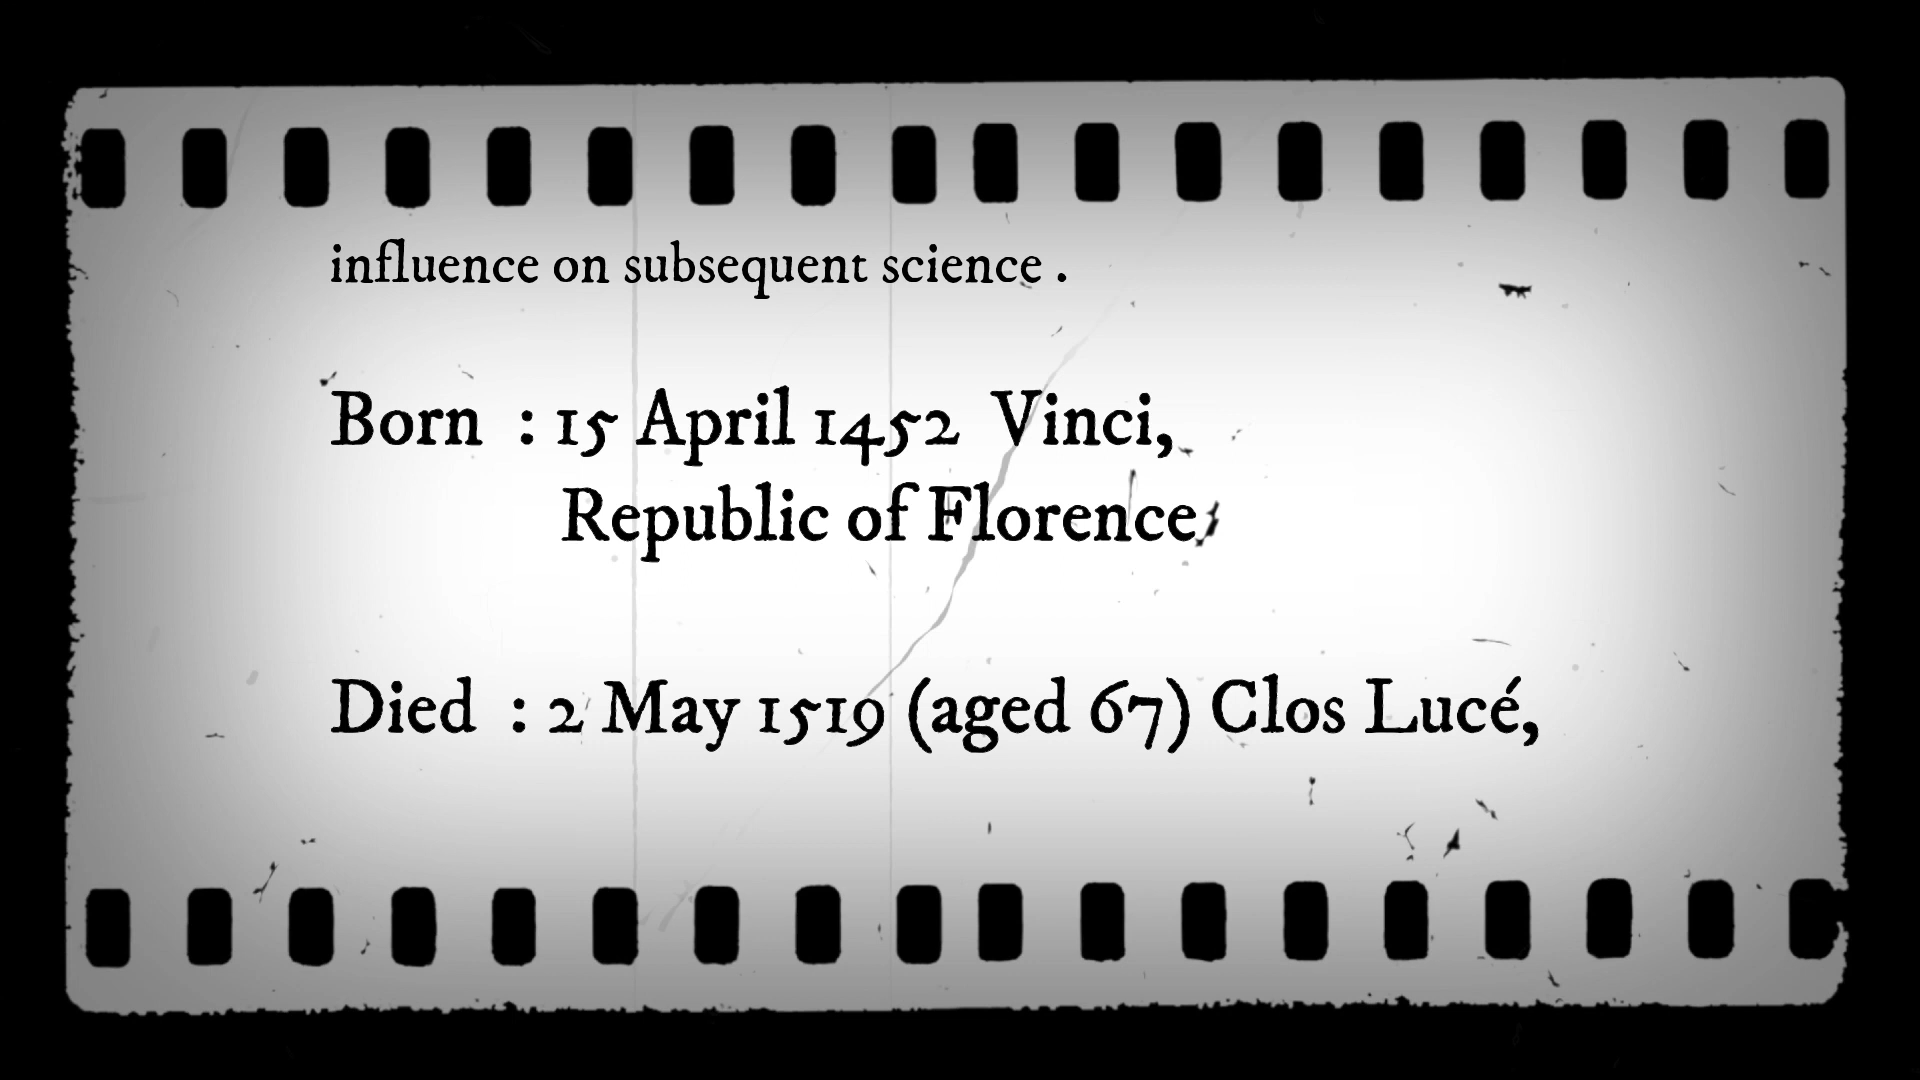 influence on subsequent science .
Born : 15 April 1452 Vinci,
Republic of Florence
Died : 2 May 1519 (aged 67) Clos Lucé,